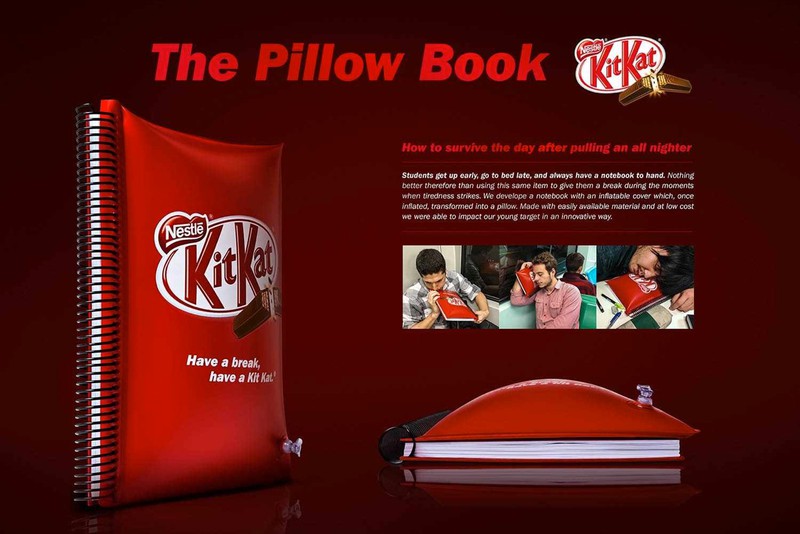 The Pillow Book
Nestlé
KitKat
How to survive the day after pulling an all nighter
Students get up early, go to bed late, and always have a notebook to hand. Nothing
better therefore than using this same item to give them a break during the moments
when tiredness strikes. We develope a notebook with an inflatable cover which, once
inflated, transformed into a pillow. Made with easily available material and at low cost
we were able to impact our young target in an innovative way.
Nestlé
KitKat
Have a break,
have a Kit Kat.